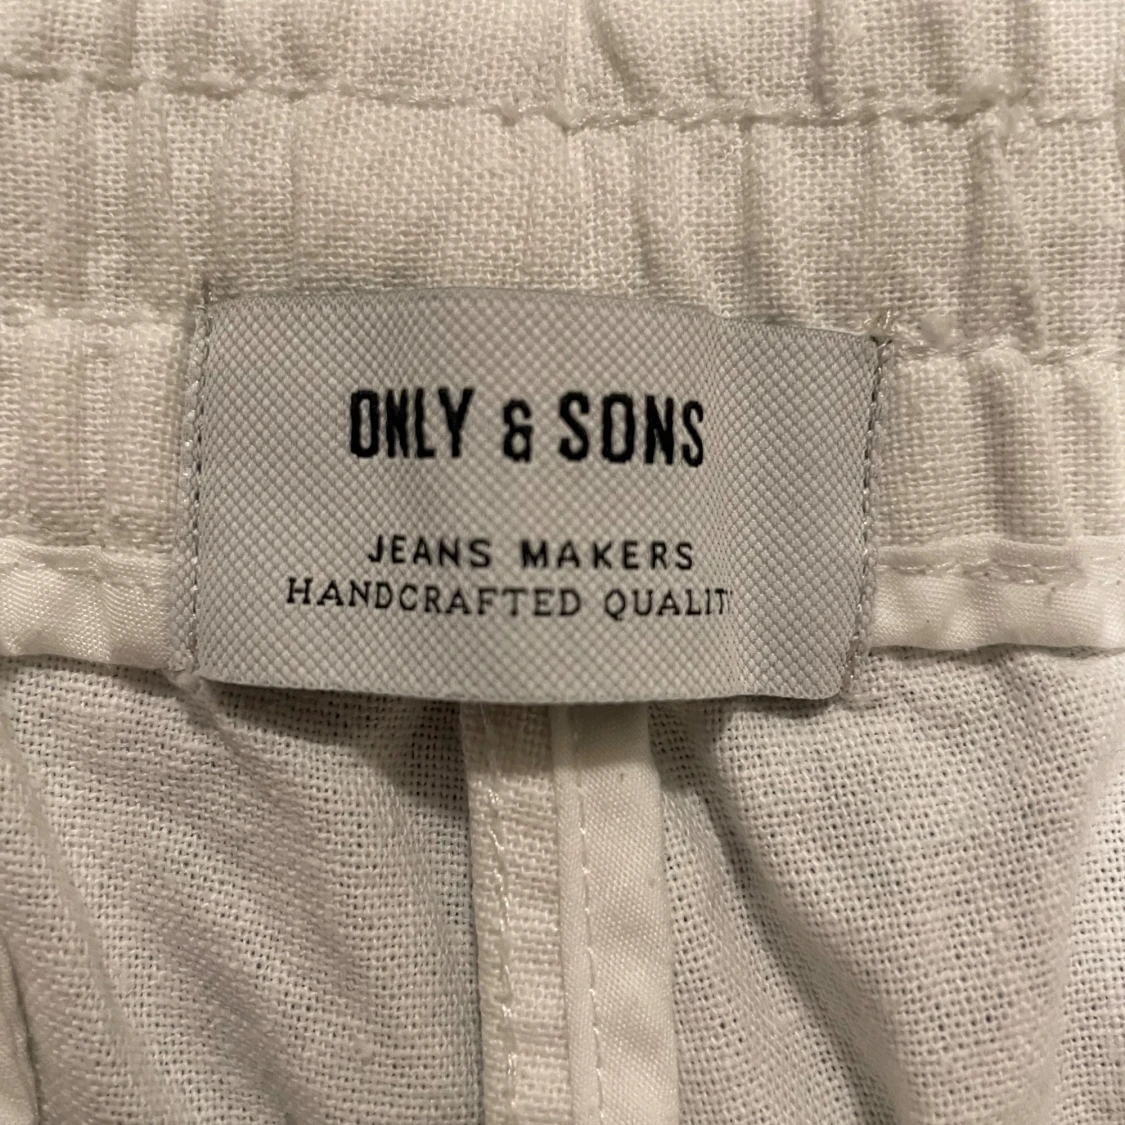 ONLY & SONS
JEANS MAKERS
HANDCRAFTED QUALIT